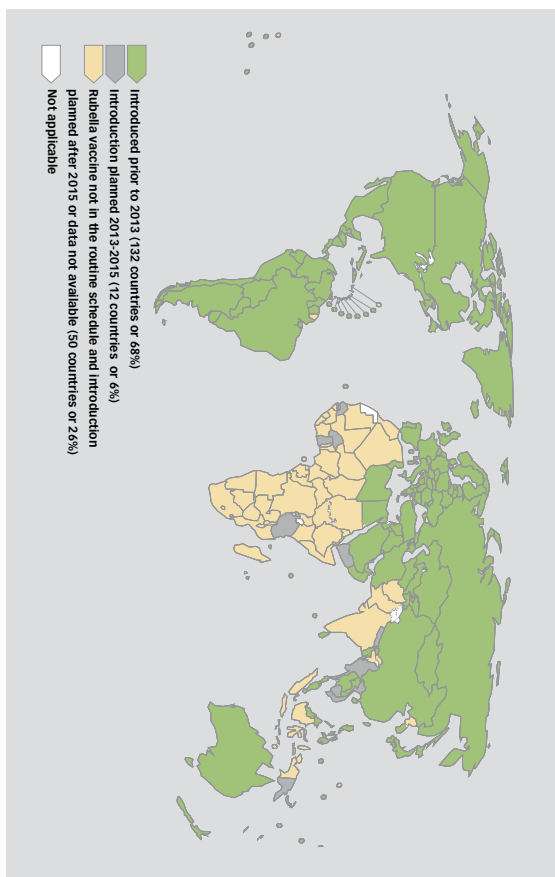 Introduced prior to 2013 (132 countries or 68%)
Introduction planned 2013-2015 (12 countries or 6%)
Rubella vaccine not in the routine schedule and introduction
planned after 2015 or data not available (50 countries or 26%)
Not applicable